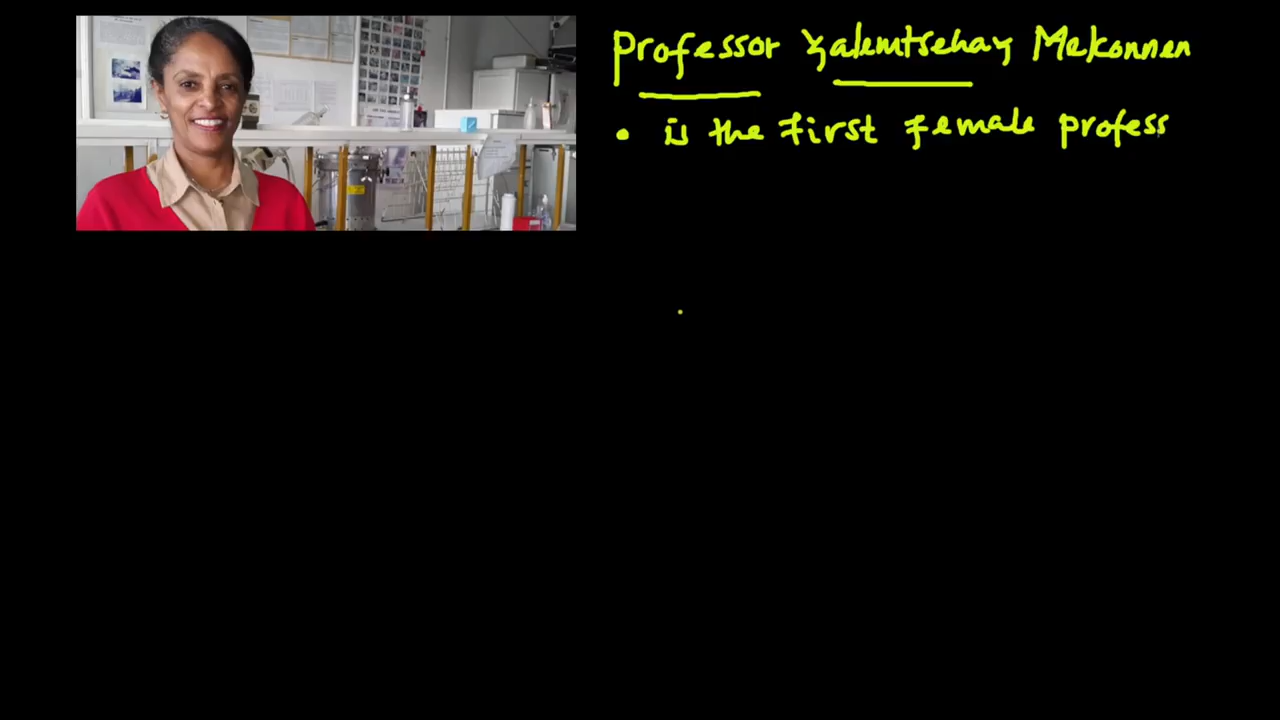 Professor Yalemtsehay Mekonnen
• is the first female profess